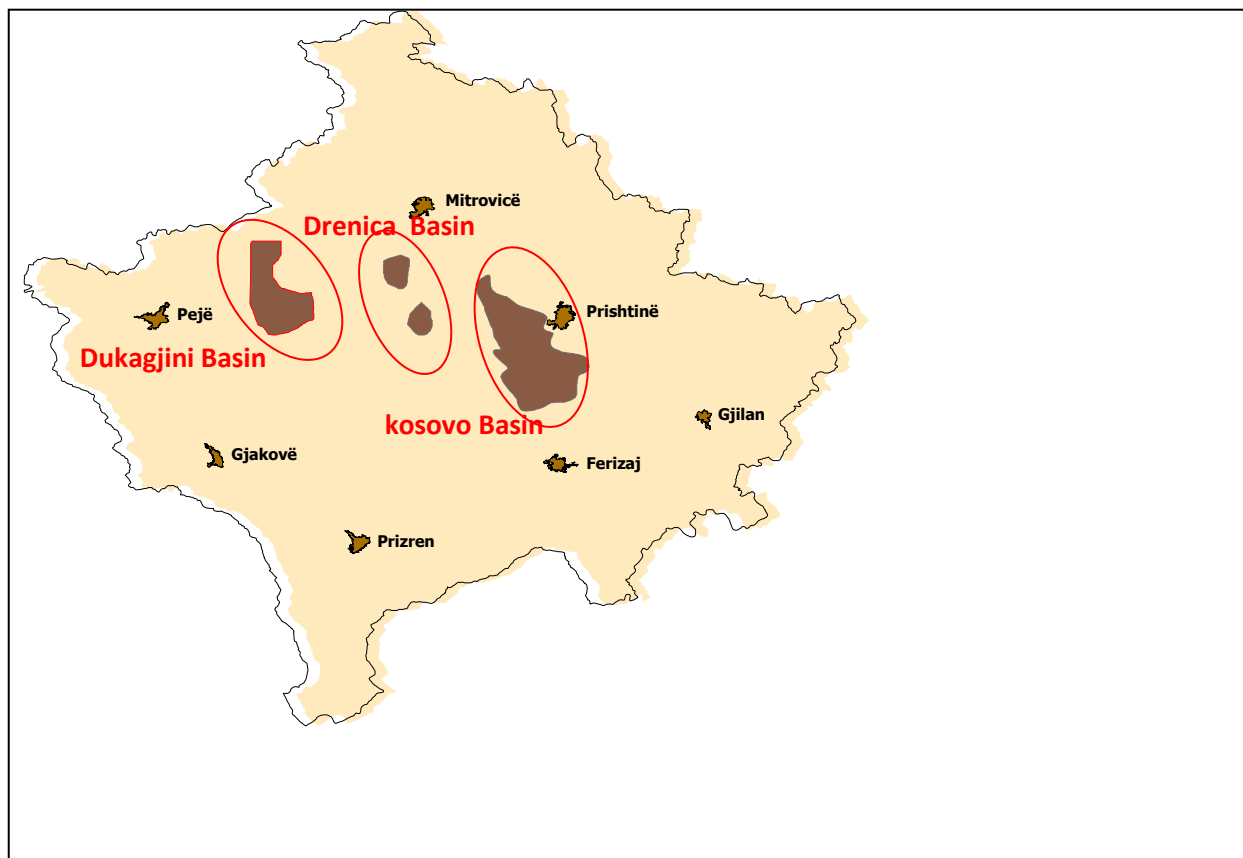 Mitrovicë
Drenica Basin
Pejë
Prishtinë
Dukagjini Basin
Gjilan
kosovo Basin
Gjakovë
Ferizaj
Prizren